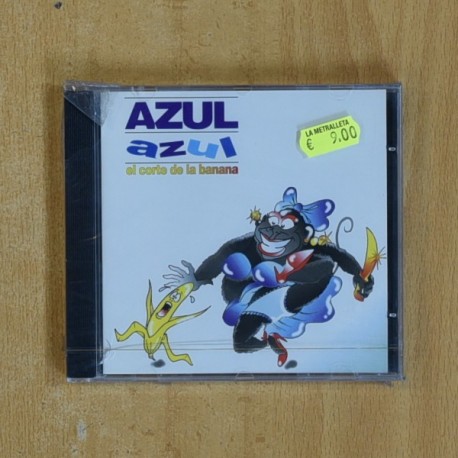 AZUL
azul
el corte de la banana
LA METRALLETA
€ 9.00